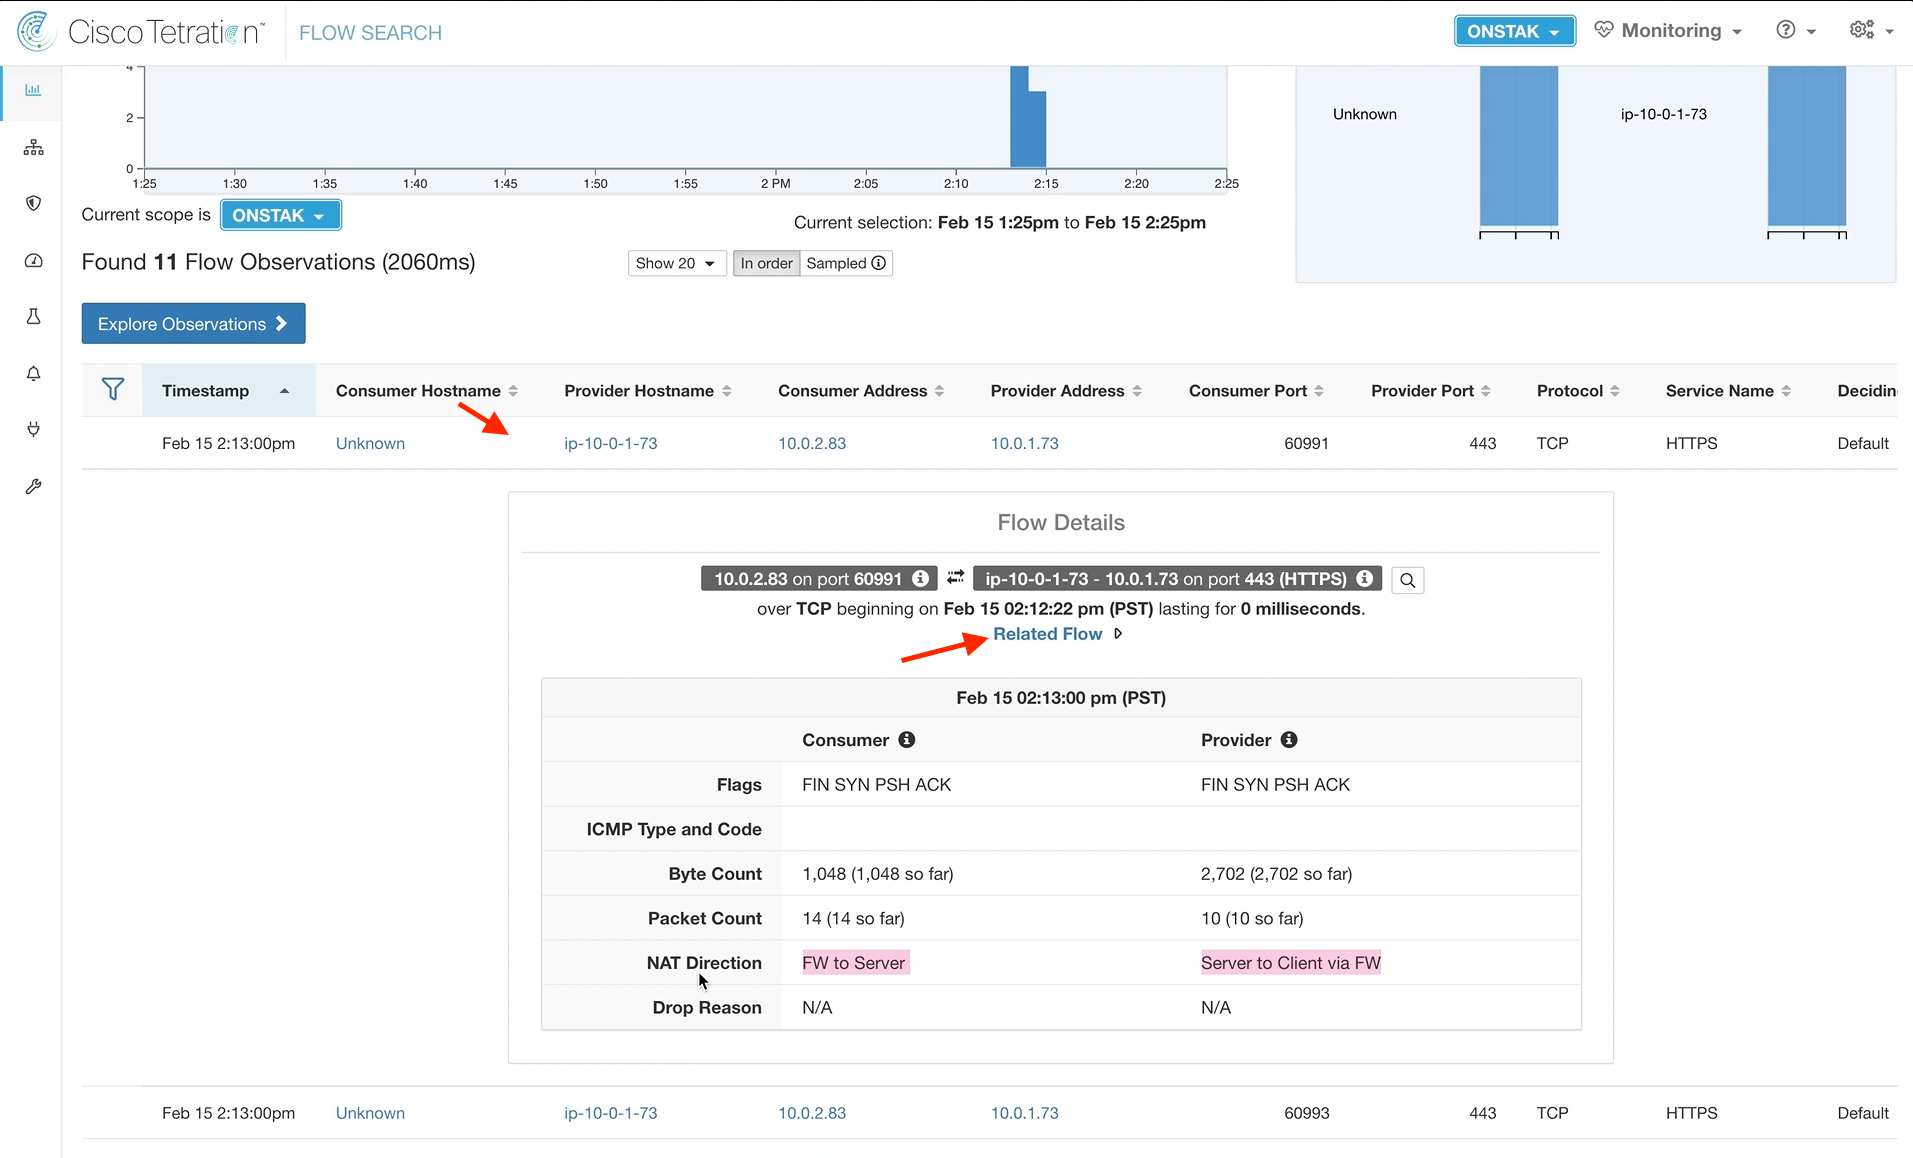 Cisco Tetration™ FLOW SEARCH ONSTAK Monitoring
4
2
0
1:25 1:30 1:35 1:40 1:45 1:50 1:55 2 PM 2:05 2:10 2:15 2:20 2:25
Unknown ip-10-0-1-73
Current scope is ONSTAK
Current selection: Feb 15 1:25pm to Feb 15 2:25pm
Found 11 Flow Observations (2060ms) Show 20 In order Sampled
Explore Observations
Timestamp Consumer Hostname Provider Hostname Consumer Address Provider Address Consumer Port Provider Port Protocol Service Name Decidin
Feb 15 2:13:00pm Unknown ip-10-0-1-73 10.0.2.83 10.0.1.73 60991 443 TCP HTTPS Default
Flow Details
10.0.2.83 on port 60991 ip-10-0-1-73 - 10.0.1.73 on port 443 (HTTPS)
over TCP beginning on Feb 15 02:12:22 pm (PST) lasting for 0 milliseconds.
Related Flow
Feb 15 02:13:00 pm (PST)
Consumer Provider
Flags FIN SYN PSH ACK FIN SYN PSH ACK
ICMP Type and Code
Byte Count 1,048 (1,048 so far) 2,702 (2,702 so far)
Packet Count 14 (14 so far) 10 (10 so far)
NAT Direction FW to Server Server to Client via FW
Drop Reason N/A N/A
Feb 15 2:13:00pm Unknown ip-10-0-1-73 10.0.2.83 10.0.1.73 60993 443 TCP HTTPS Default